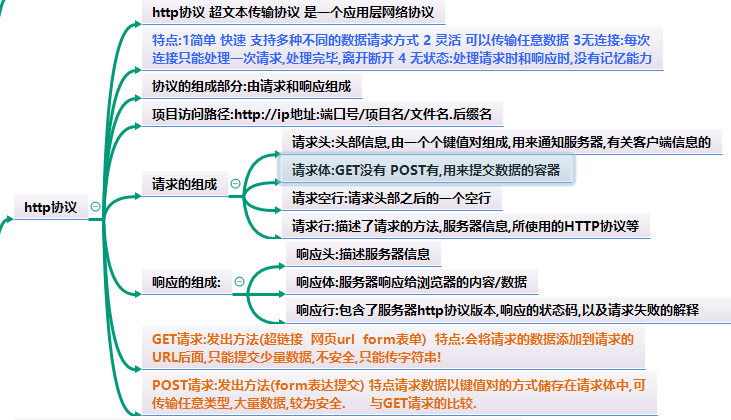 http协议 超文本传输协议 是一个应用层网络协议
特点:1简单 快速 支持多种不同的数据请求方式 2 灵活 可以传输任意数据 3无连接:每次
连接只能处理一次请求,处理完毕,离开断开 4 无状态:处理请求时和响应时,没有记忆能力
协议的组成部分:由请求和响应组成
项目访问路径:http://ip地址:端口号/项目名/文件名.后缀名
请求头:头部信息,由一个个键值对组成,用来通知服务器,有关客户端信息的
请求体:GET没有 POST有,用来提交数据的容器
请求的组成
请求空行:请求头部之后的一个空行
http协议
请求行:描述了请求的方法,服务器信息,所使用的HTTP协议等
响应头:描述服务器信息
响应的组成:
响应体:服务器响应给浏览器的内容/数据
响应行:包含了服务器http协议版本,响应的状态码,以及请求失败的解释
GET请求:发出方法(超链接 网页url form表单) 特点:会将请求的数据添加到请求的
URL后面,只能提交少量数据,不安全,只能传字符串!
POST请求:发出方法(form表达提交) 特点请求数据以键值对的方式储存在请求体中,可
传输任意类型,大量数据,较为安全. 与GET请求的比较.